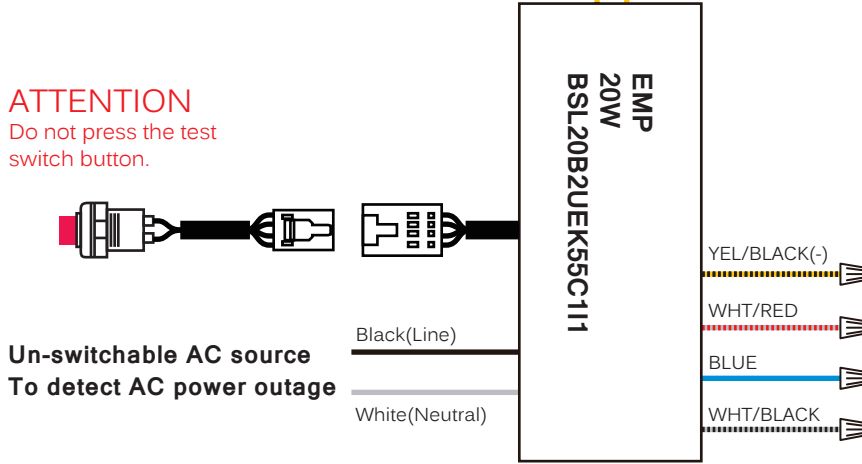 ATTENTION
Do not press the test
switch button.
EMP
20W
BSL20B2UEK55C1I1
YEL/BLACK(-)
WHT/RED
BLUE
WHT/BLACK
Black(Line)
Un-switchable AC source
To detect AC power outage
White(Neutral)